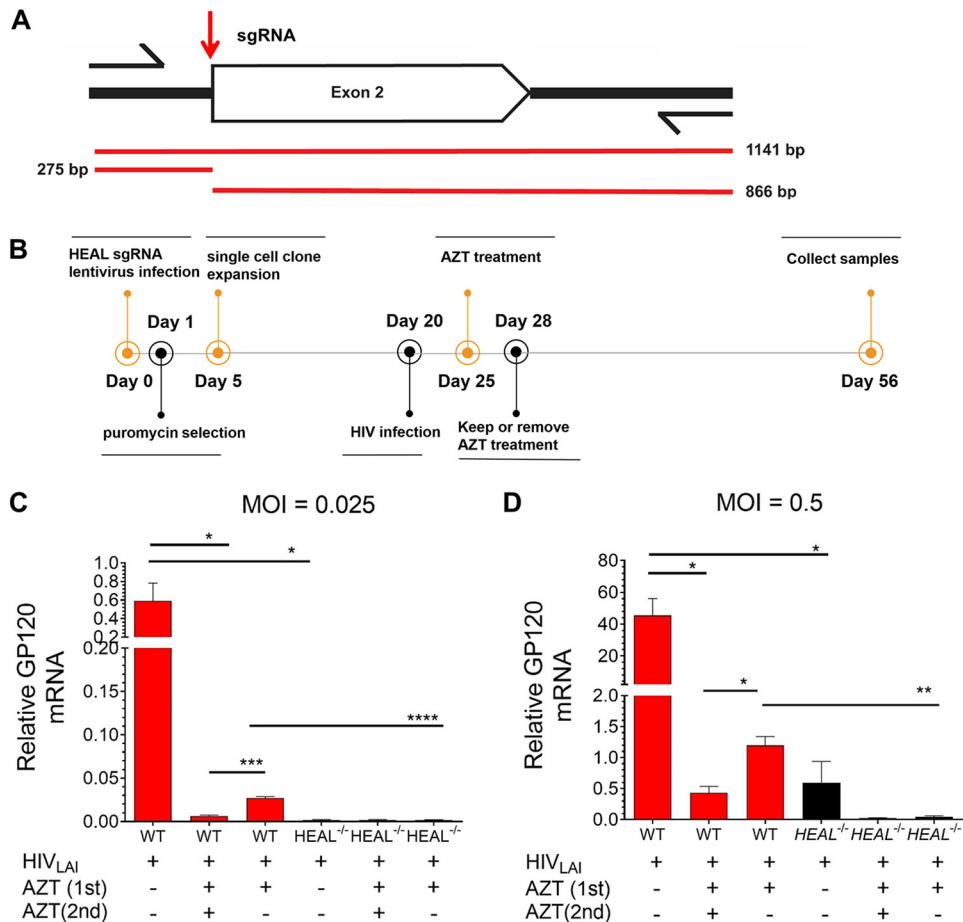 A
sgRNA
Exon 2
1141 bp
275 bp
866 bp
B
HEAL sgRNA
lentivirus infection
single cell clone
expansion
AZT treatment
Collect samples
Day 1
Day 20
Day 28
Day 0
Day 5
Day 25
Day 56
puromycin selection
HIV infection
Keep or remove
AZT treatment
C
MOI = 0.025
Relative GP120
mRNA
1.0
0.8
0.6
0.4
0.2
0.20
0.15
0.10
0.05
0.00
*
*
****
***
WT WT WT HEAL-/- HEAL-/- HEAL-/-
HIVLAI + + + + + +
AZT (1st) - + + - + +
AZT(2nd) - + - - + -
D
MOI = 0.5
Relative GP120
mRNA
80
60
40
20
2.0
1.5
1.0
0.5
0.0
*
*
*
**
WT WT WT HEAL-/- HEAL-/- HEAL-/-
HIVLAI + + + + + +
AZT (1st) - + + - + +
AZT(2nd) - + - - + -